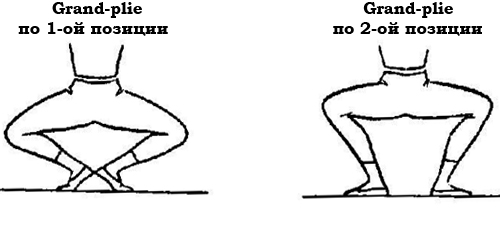 Grand-plie
по 1-ой позиции
Grand-plie
по 2-ой позиции